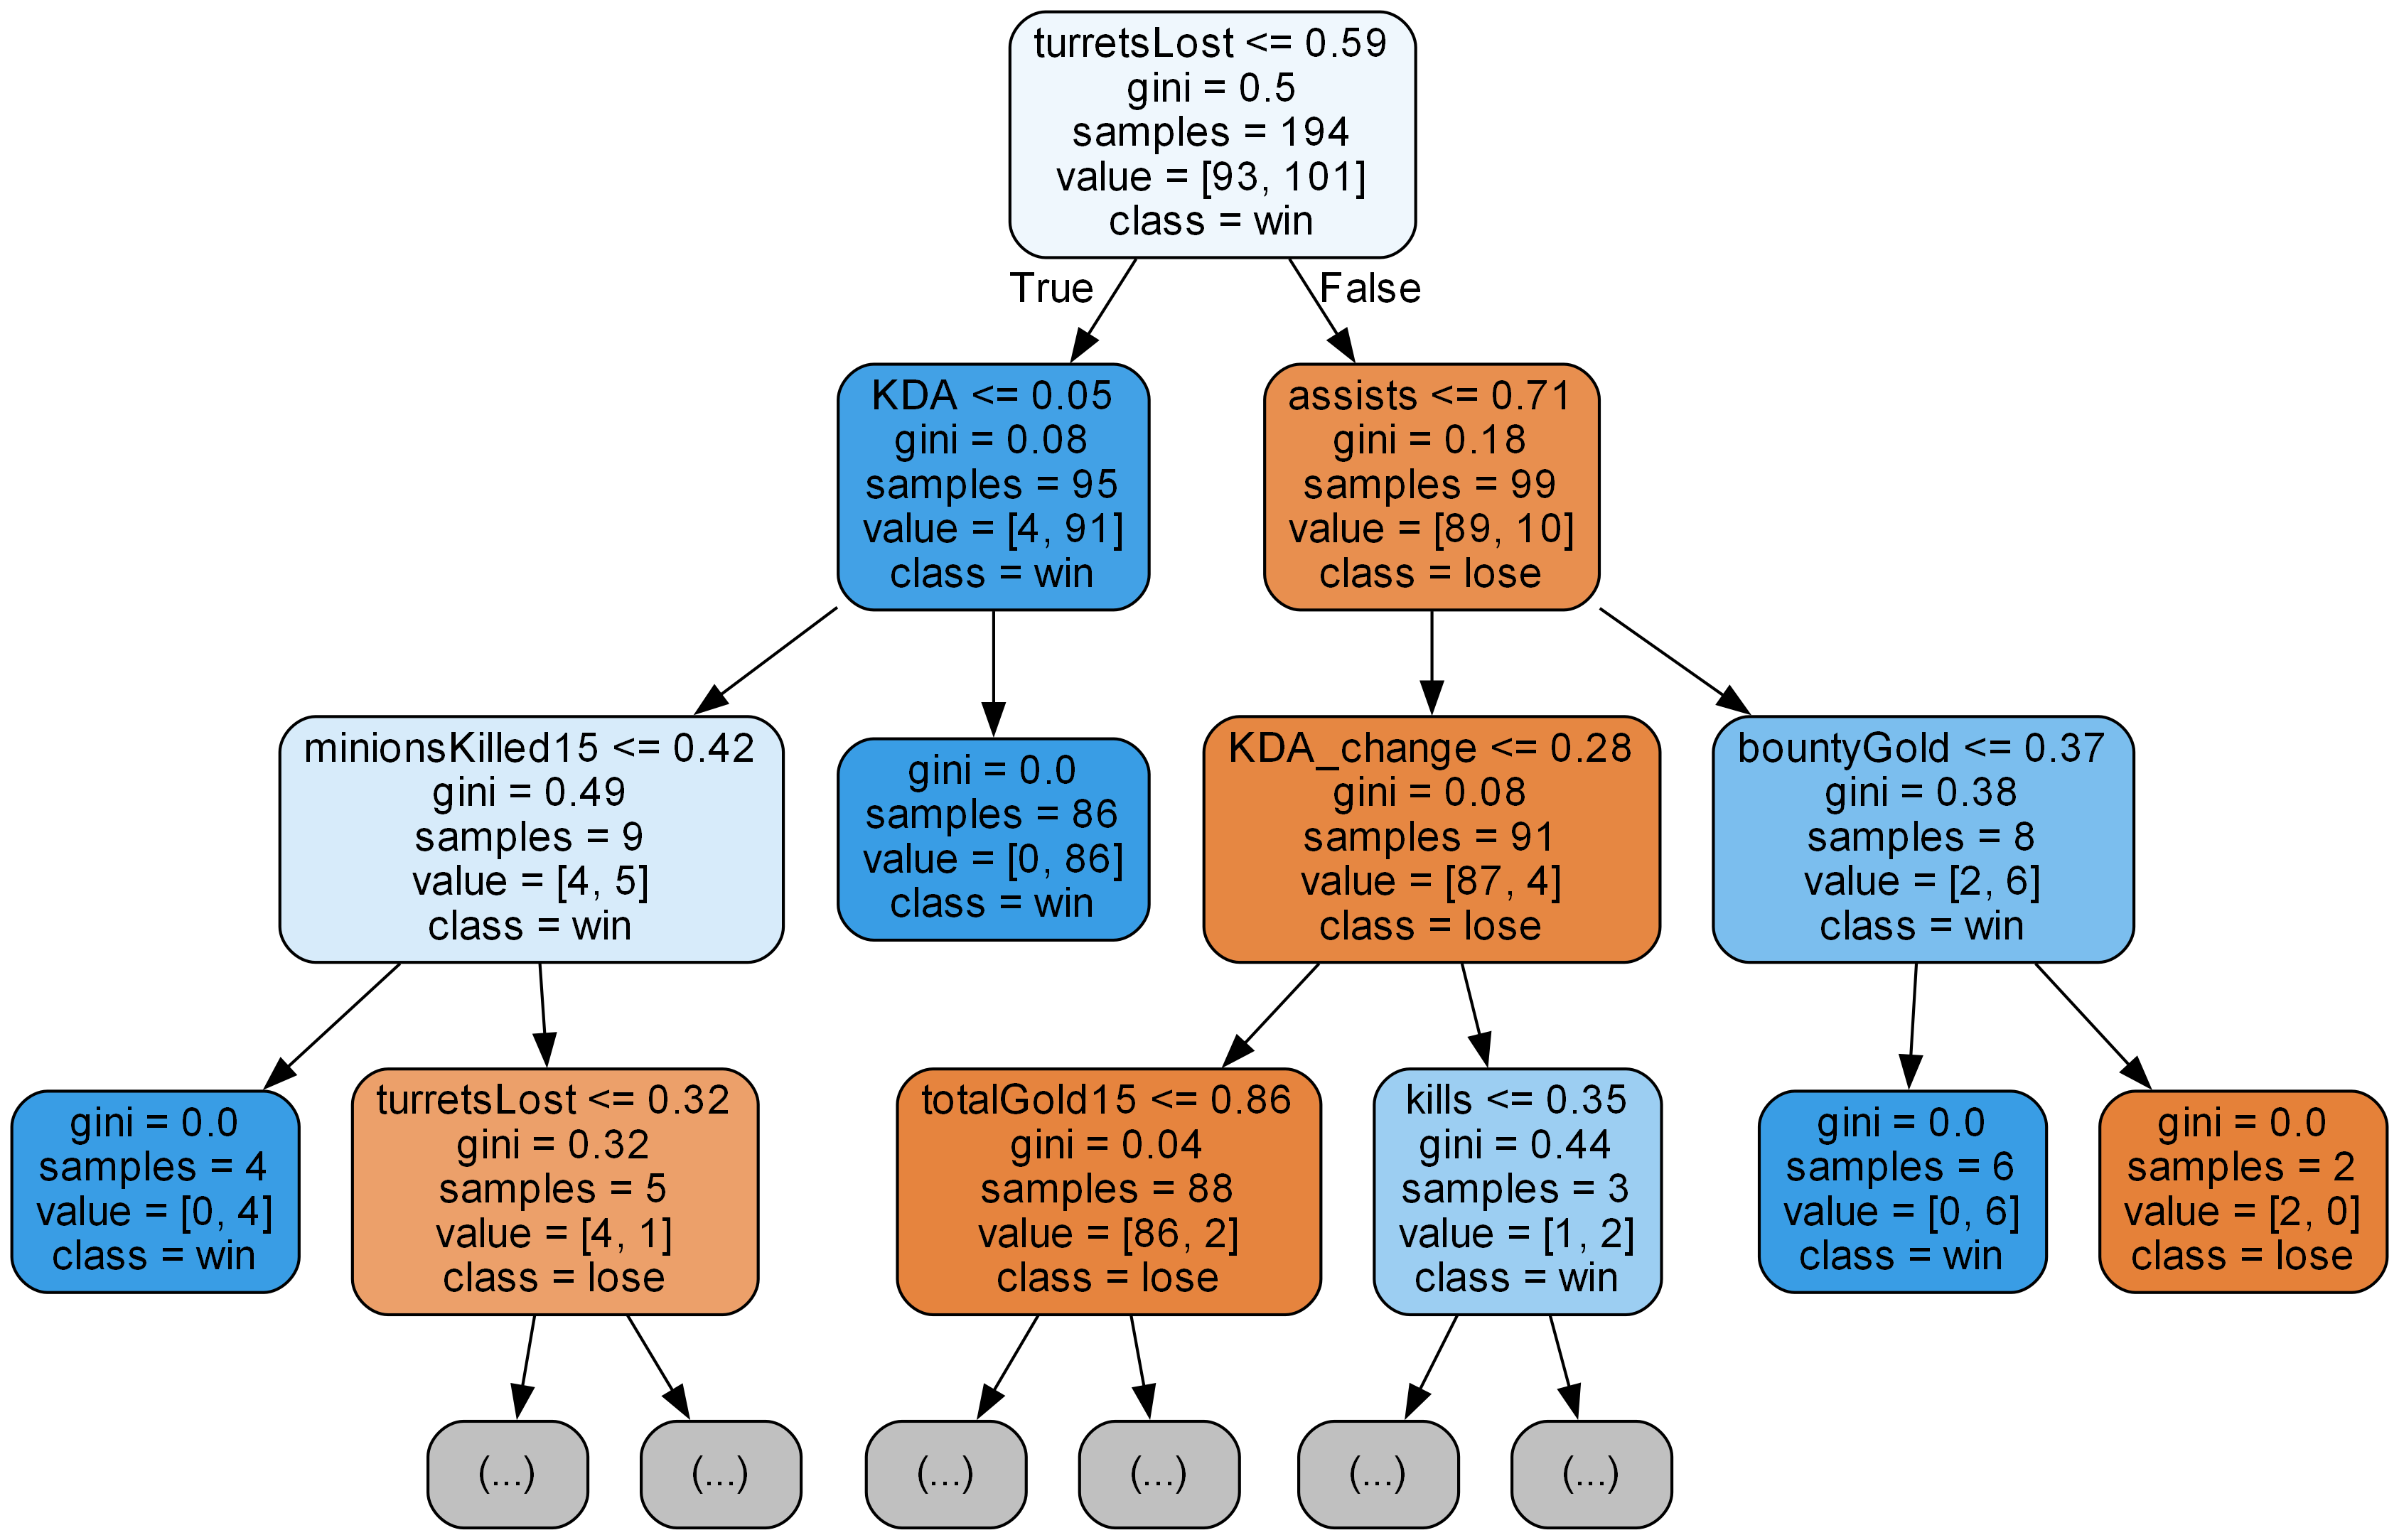 turretsLost <= 0.59
gini = 0.5
samples = 194
value = [93, 101]
class = win
True
False
KDA <= 0.05
gini = 0.08
samples = 95
value = [4, 91]
class = win
assists <= 0.71
gini = 0.18
samples = 99
value = [89, 10]
class = lose
minionsKilled15 <= 0.42
gini = 0.49
samples = 9
value = [4, 5]
class = win
gini = 0.0
samples = 86
value = [0, 86]
class = win
KDA_change <= 0.28
gini = 0.08
samples = 91
value = [87, 4]
class = lose
bountyGold <= 0.37
gini = 0.38
samples = 8
value = [2, 6]
class = win
gini = 0.0
samples = 4
value = [0, 4]
class = win
turretsLost <= 0.32
gini = 0.32
samples = 5
value = [4, 1]
class = lose
totalGold15 <= 0.86
gini = 0.04
samples = 88
value = [86, 2]
class = lose
kills <= 0.35
gini = 0.44
samples = 3
value = [1, 2]
class = win
gini = 0.0
samples = 6
value = [0, 6]
class = win
gini = 0.0
samples = 2
value = [2, 0]
class = lose
(...)
(...)
(...)
(...)
(...)
(...)